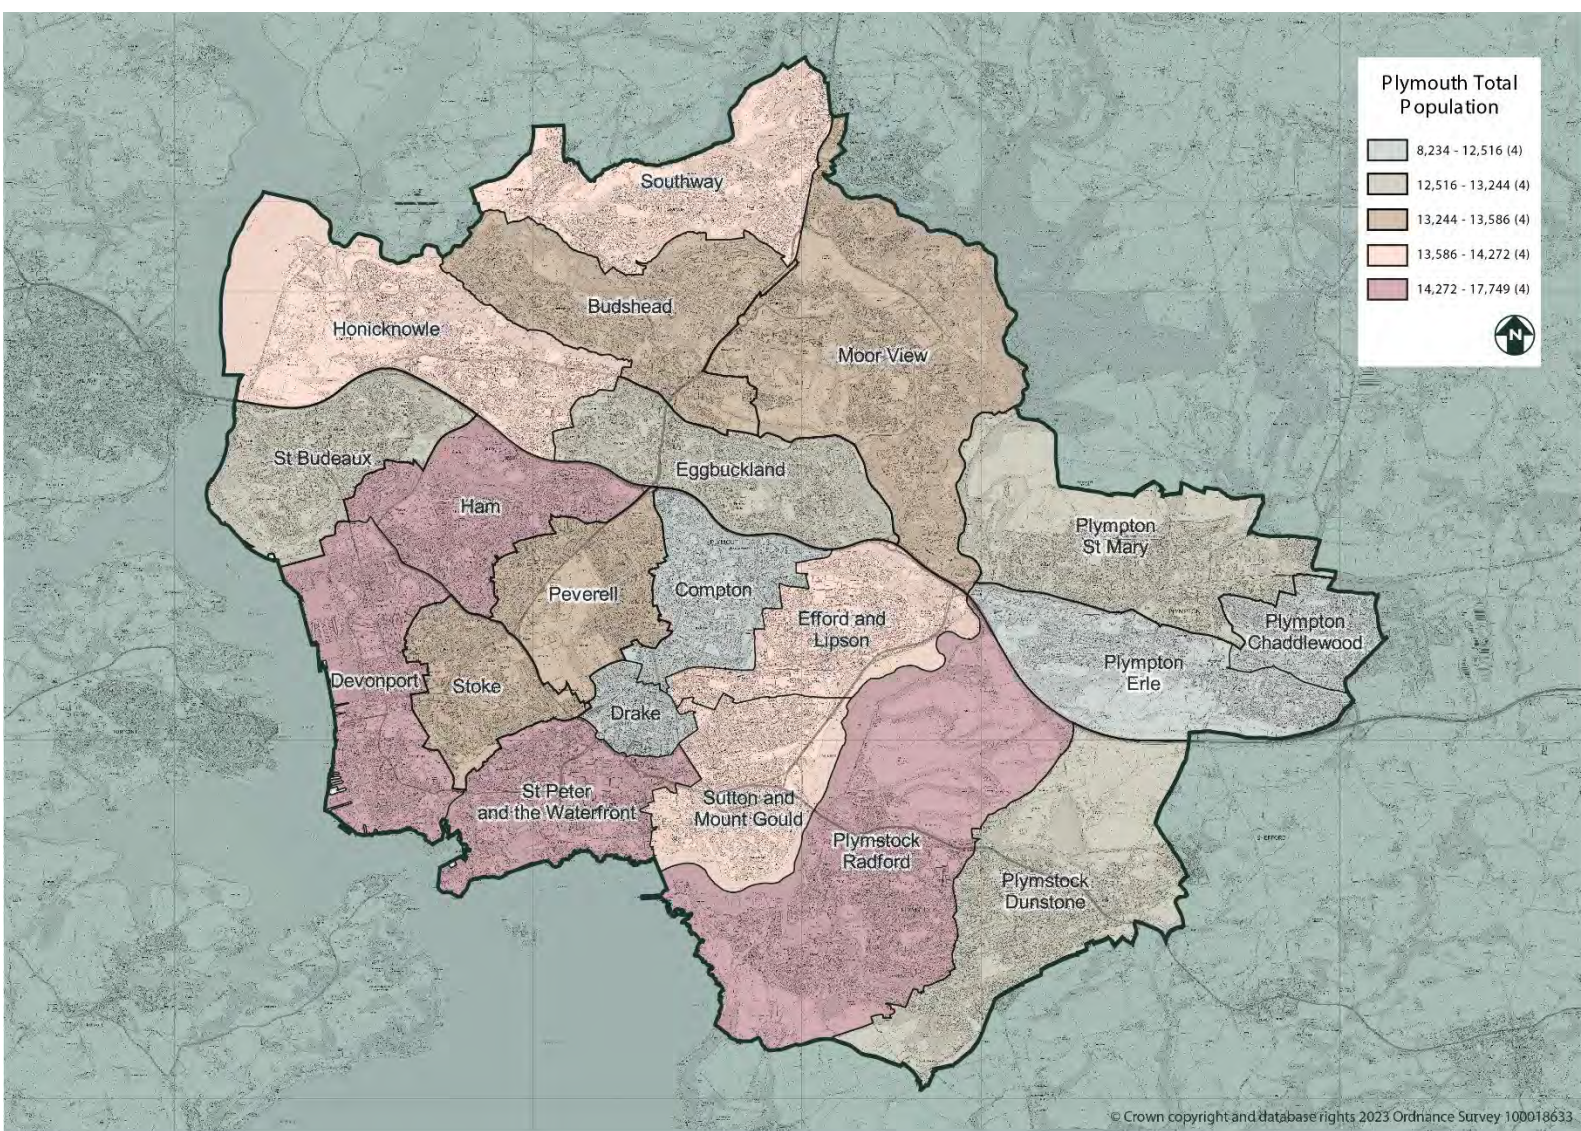 Plymouth Total
Population
8,234 - 12,516 (4)
12,516 - 13,244 (4)
13,244 - 13,586 (4)
13,586 - 14,272 (4)
14,272 - 17,749 (4)
N
Southway
Budshead
Honicknowle
Moor View
St Budeaux
Eggbuckland
Ham
Plympton
St Mary
Peverell
Compton
Efford and
Lipson
Plympton
Chaddlewood
Devonport
Stoke
Plympton
Erle
Drake
St Peter
and the Waterfront
Sutton and
Mount Gould
Plymstock
Radford
Plymstock
Dunstone
© Crown copyright and database rights 2023 Ordnance Survey 100018633